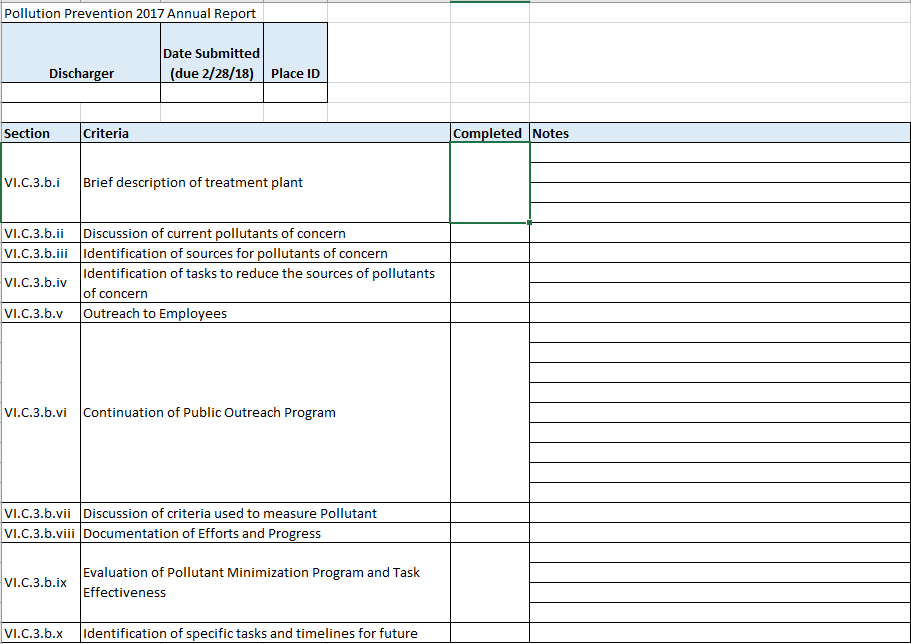 Pollution Prevention 2017 Annual Report
Discharger
Date Submitted
(due 2/28/18)
Place ID
Section Criteria Completed Notes
VI.C.3.b.i Brief description of treatment plant
VI.C.3.b.ii Discussion of current pollutants of concern
VI.C.3.b.iii Identification of sources for pollutants of concern
VI.C.3.b.iv Identification of tasks to reduce the sources of pollutants
of concern
VI.C.3.b.v Outreach to Employees
VI.C.3.b.vi Continuation of Public Outreach Program
VI.C.3.b.vii Discussion of criteria used to measure Pollutant
VI.C.3.b.viii Documentation of Efforts and Progress
VI.C.3.b.ix Evaluation of Pollutant Minimization Program and Task
Effectiveness
VI.C.3.b.x Identification of specific tasks and timelines for future